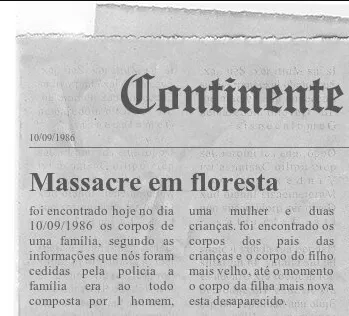 Continente
10/09/1986
Massacre em floresta
foi encontrado hoje no dia
10/09/1986 os corpos de
uma família, segundo as
informações que nós foram
cedidas pela policia a
família era ao todo
composta por 1 homem,
uma mulher e duas
crianças. foi encontrado os
corpos dos pais das
crianças e o corpo do filho
mais velho, até o momento
o corpo da filha mais nova
esta desaparecido.